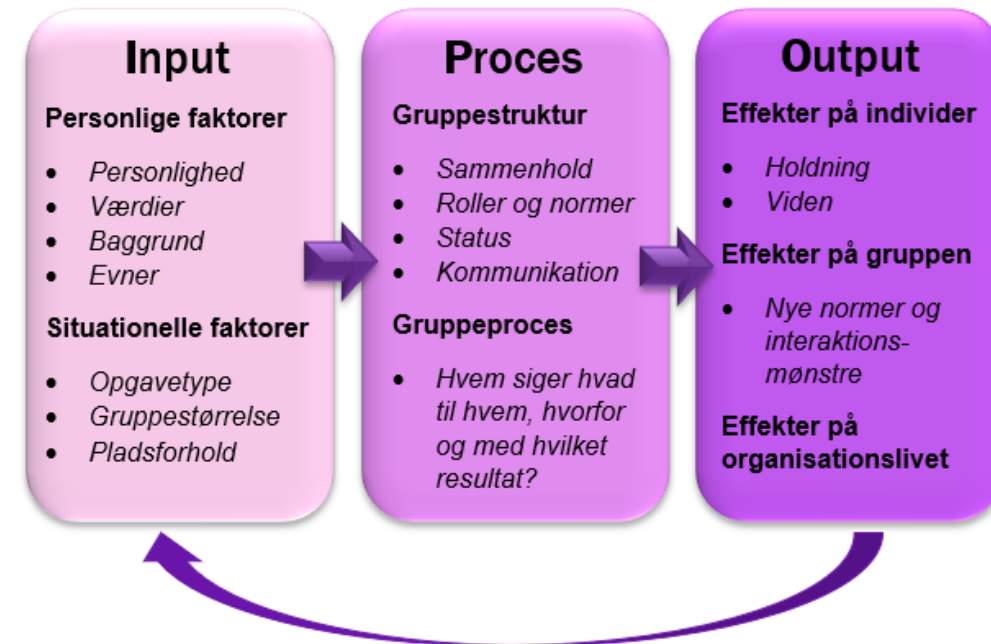 Input
Personlige faktorer
• Personlighed
• Værdier
• Baggrund
• Evner
Situationelle faktorer
• Opgavetype
• Gruppestørrelse
• Pladsforhold
Proces
Gruppestruktur
• Sammenhold
• Roller og normer
• Status
• Kommunikation
Gruppeproces
• Hvem siger hvad
til hvem, hvorfor
og med hvilket
resultat?
Output
Effekter på individer
• Holdning
• Viden
Effekter på gruppen
• Nye normer og
interaktions-
mønstre
Effekter på
organisationslivet